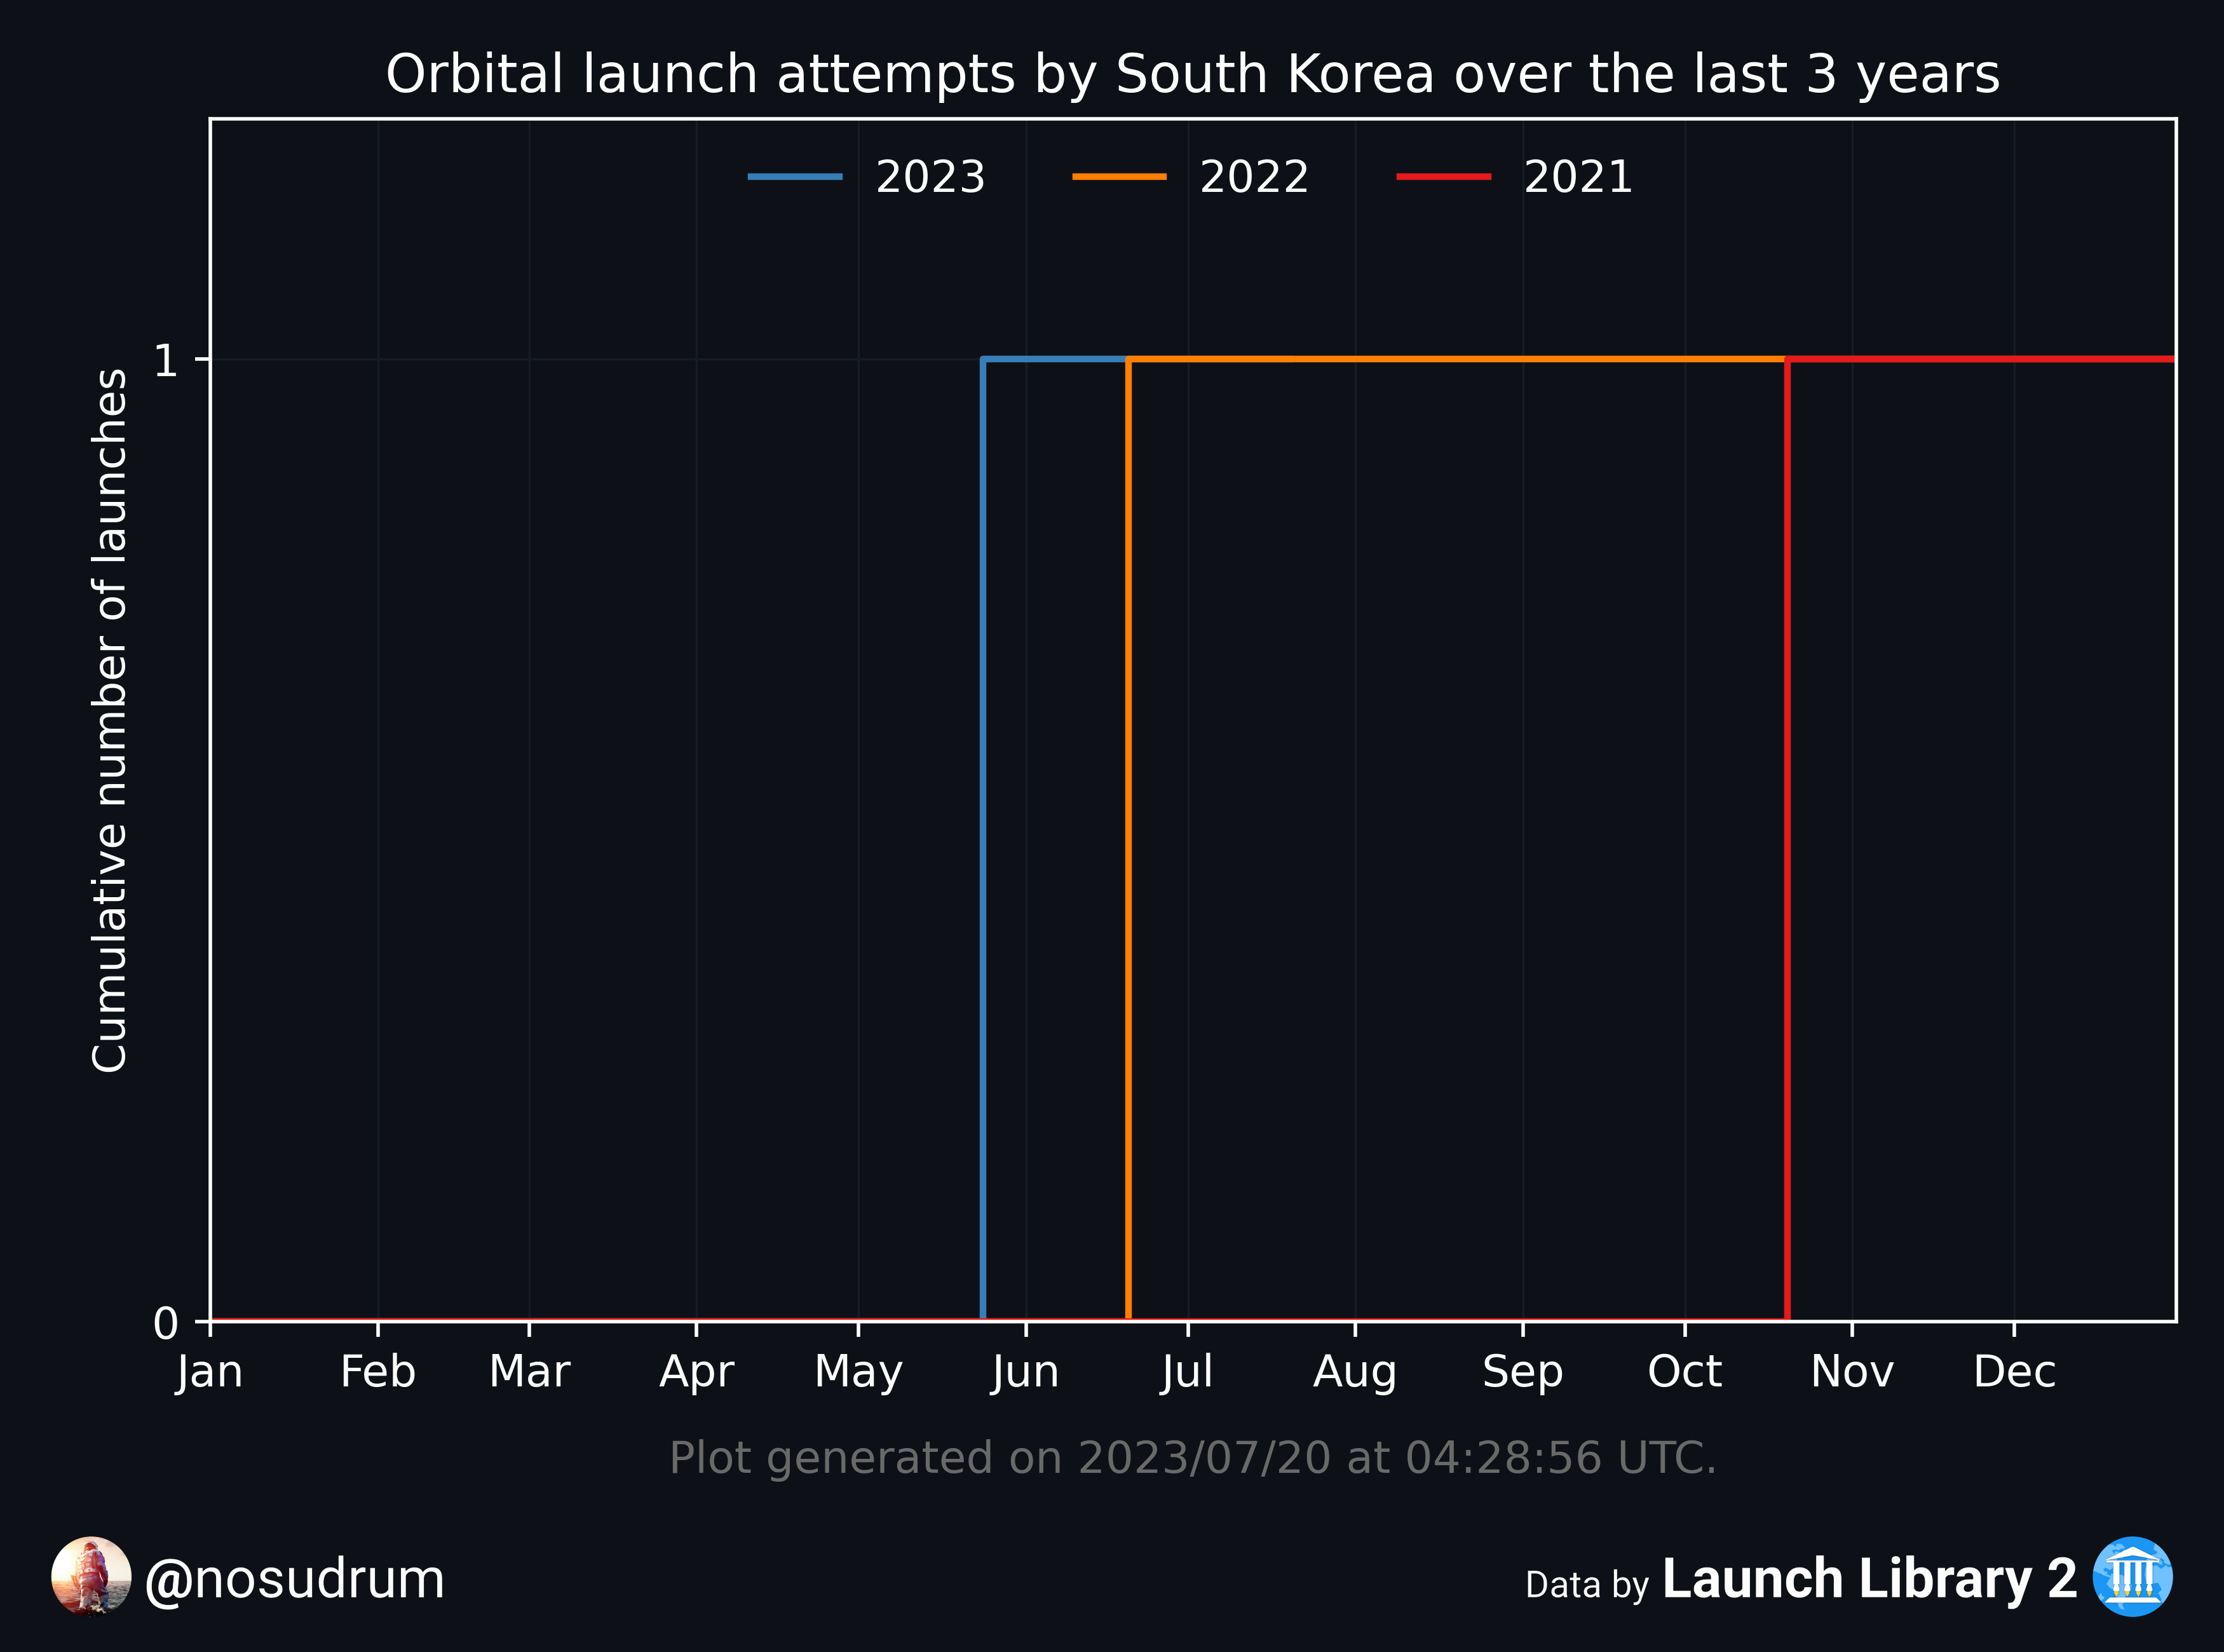 Orbital launch attempts by South Korea over the last 3 years
2023 2022 2021
Cumulative number of launches
1
0
Jan Feb Mar Apr May Jun Jul Aug Sep Oct Nov Dec
Plot generated on 2023/07/20 at 04:28:56 UTC.
@nosudrum
Data by Launch Library 2